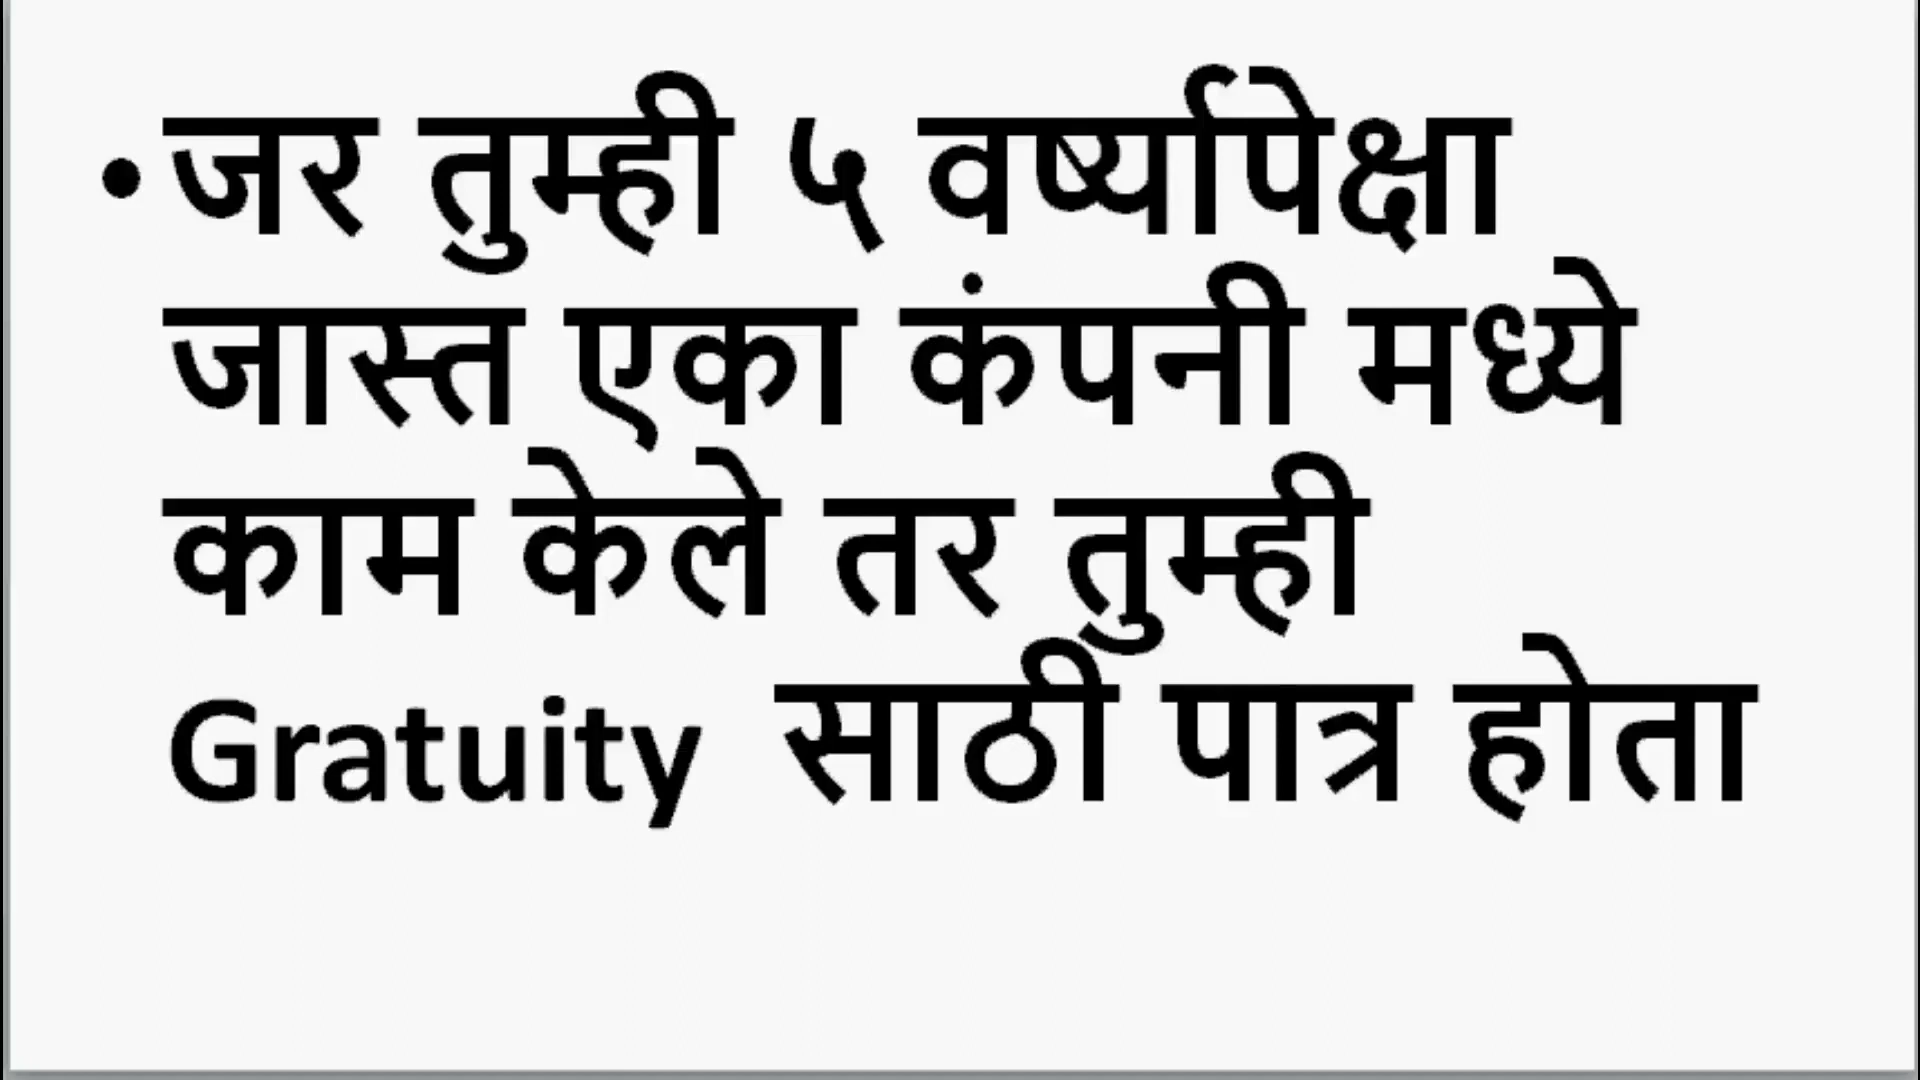 • जर तुम्ही ५ वर्ष्यापेक्षा
जास्त एका कंपनी मध्ये
काम केले तर तुम्ही
Gratuity साठी पात्र होता